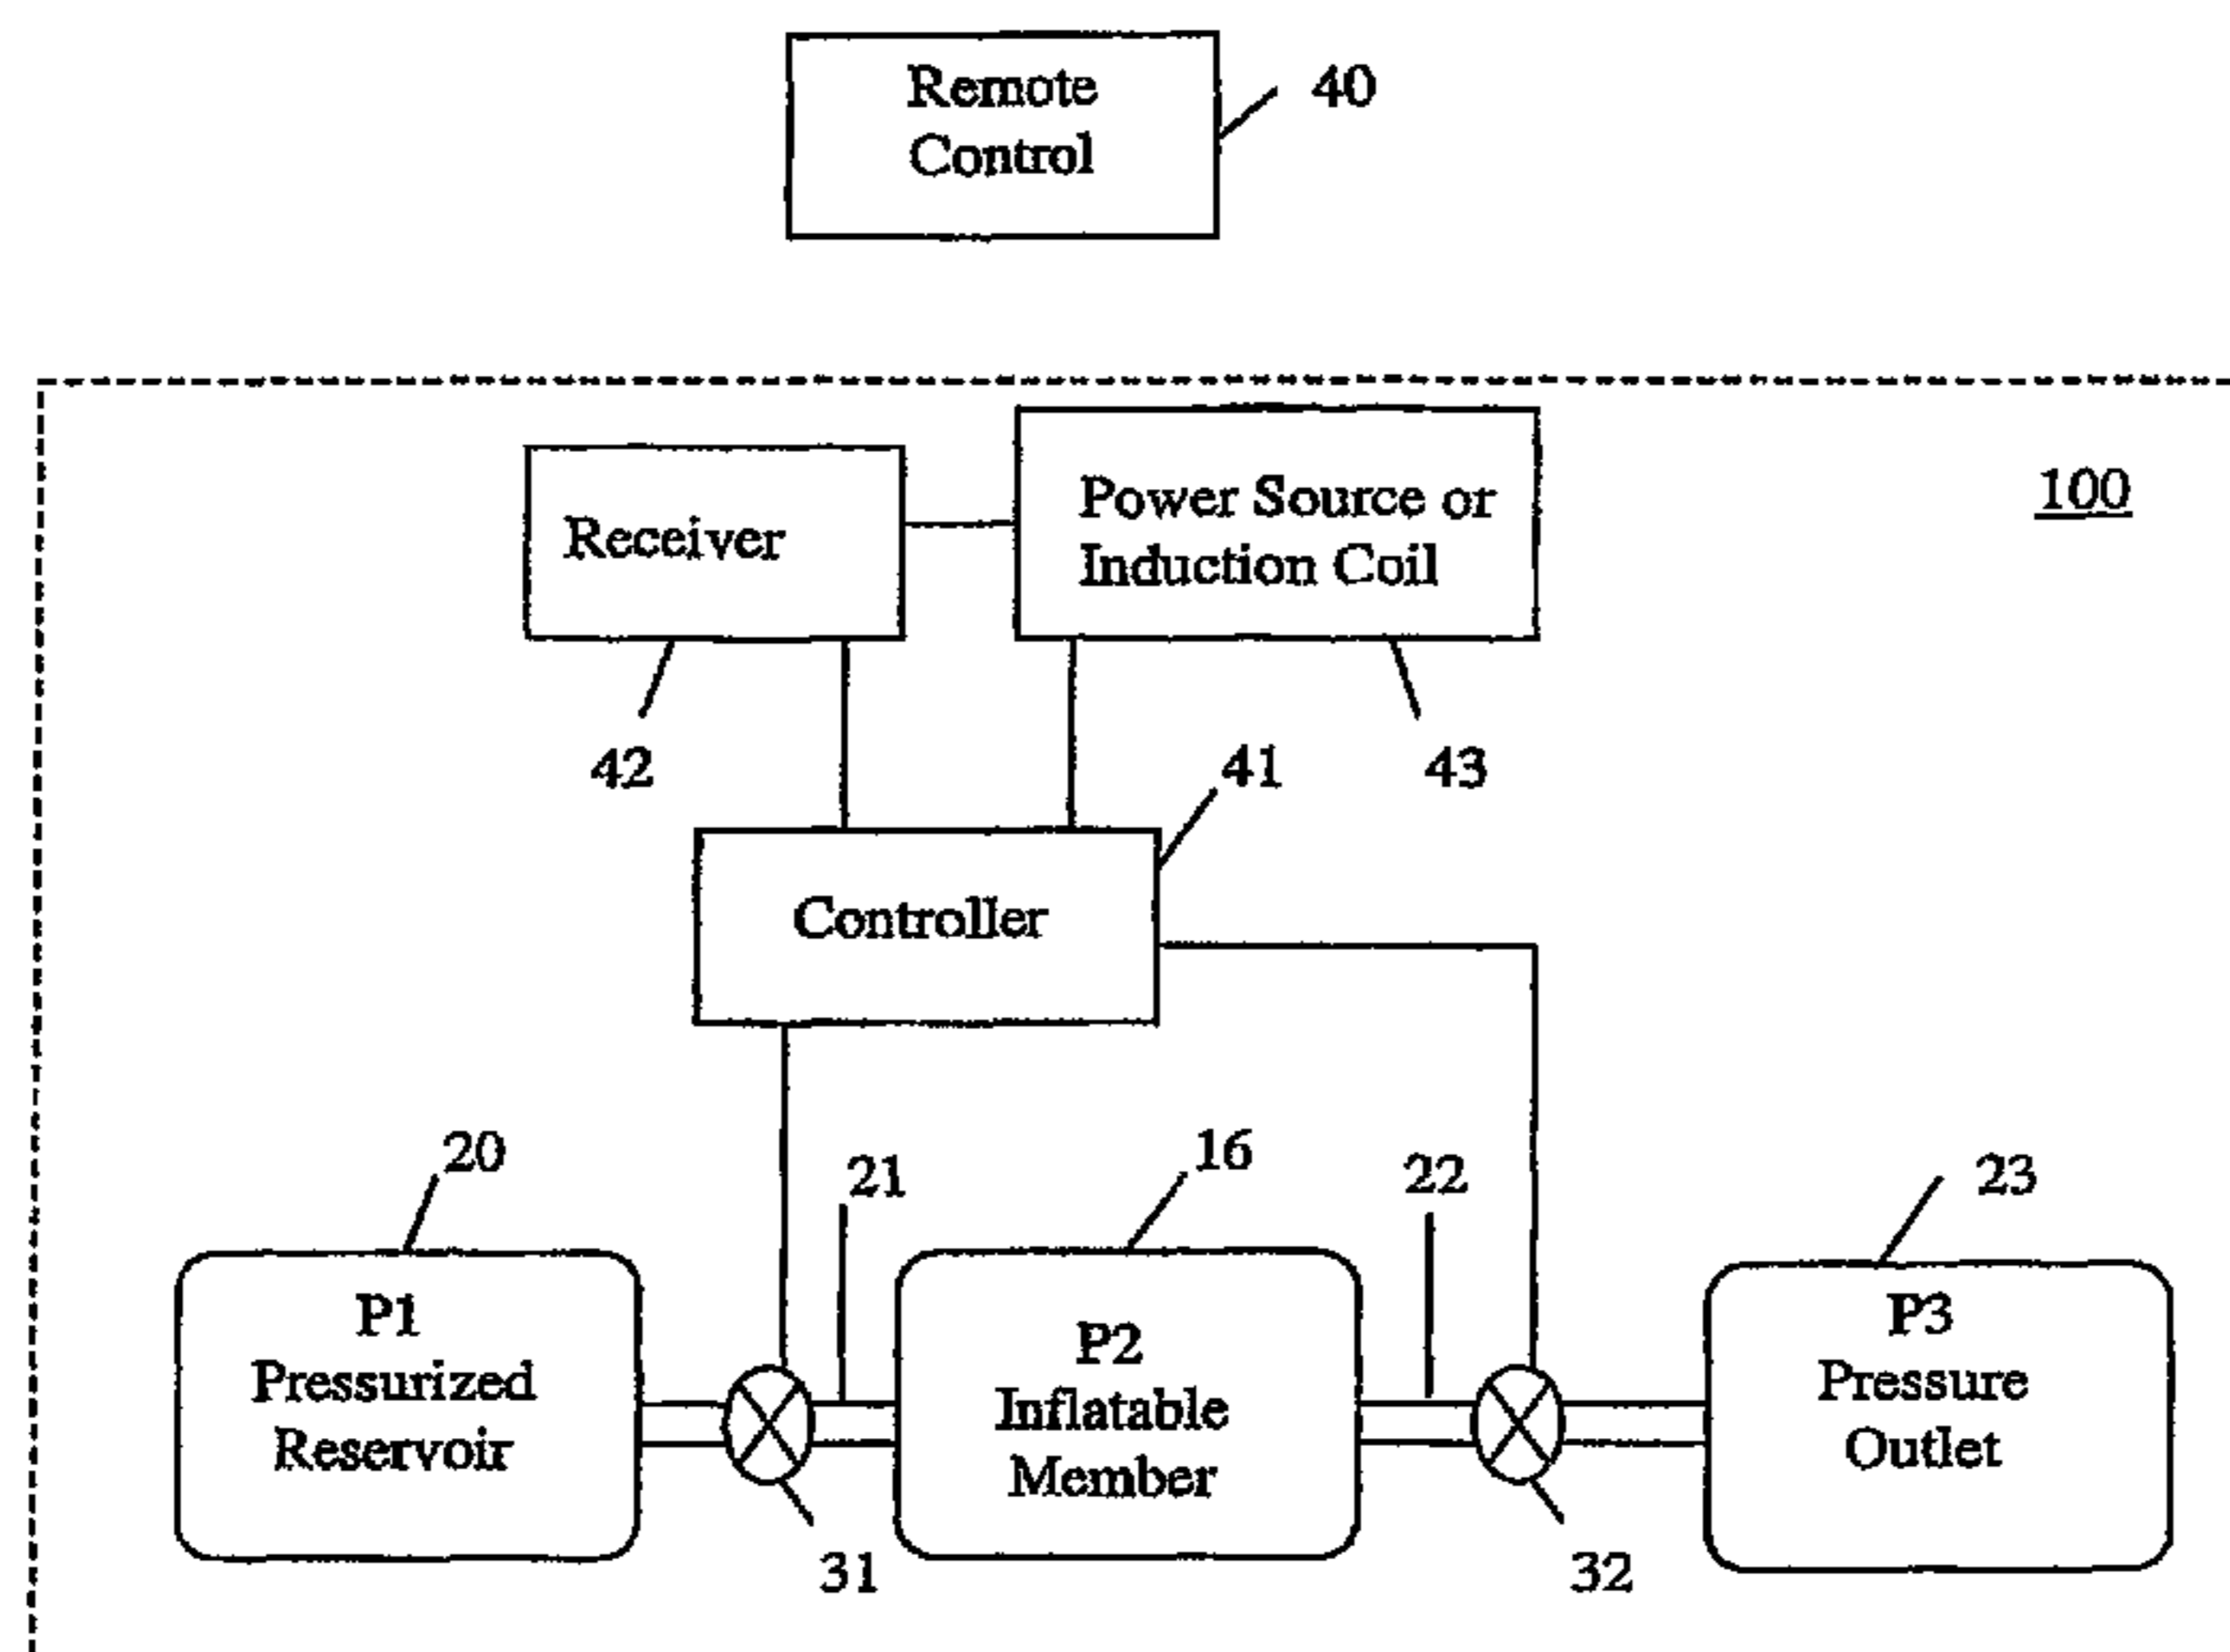 Remote
Control
40
100
Receiver
Power Source or
Induction Coil
42
41
43
Controller
20
21
16
22
23
P1
Pressurized
Reservoir
P2
Inflatable
Member
P3
Pressure
Outlet
31
32